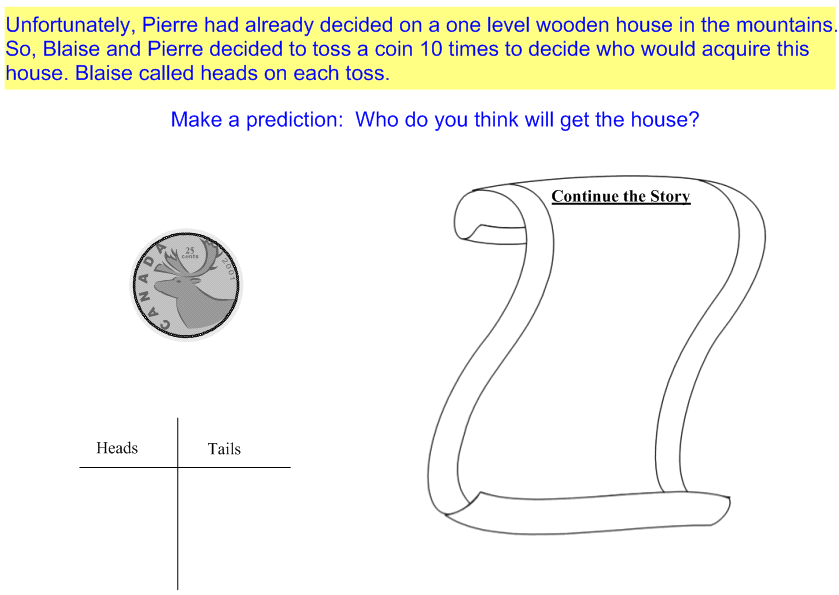 Unfortunately, Pierre had already decided on a one level wooden house in the mountains.
So, Blaise and Pierre decided to toss a coin 10 times to decide who would acquire this
house. Blaise called heads on each toss.
Make a prediction:  Who do you think will get the house?
Continue the Story
CANADA
25
CENTS
2001
Heads
Tails